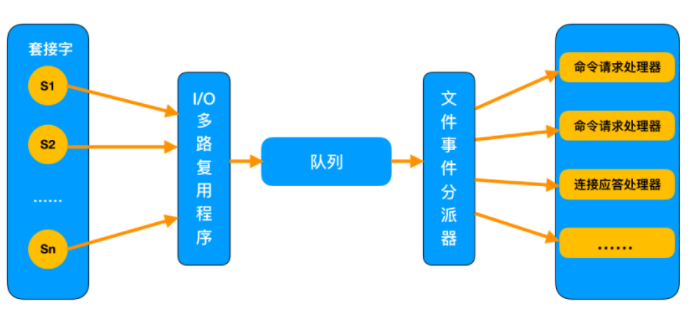 套接字
S1
S2
......
Sn
I/O多路复用程序
队列
文件事件分派器
命令请求处理器
命令请求处理器
连接应答处理器
......